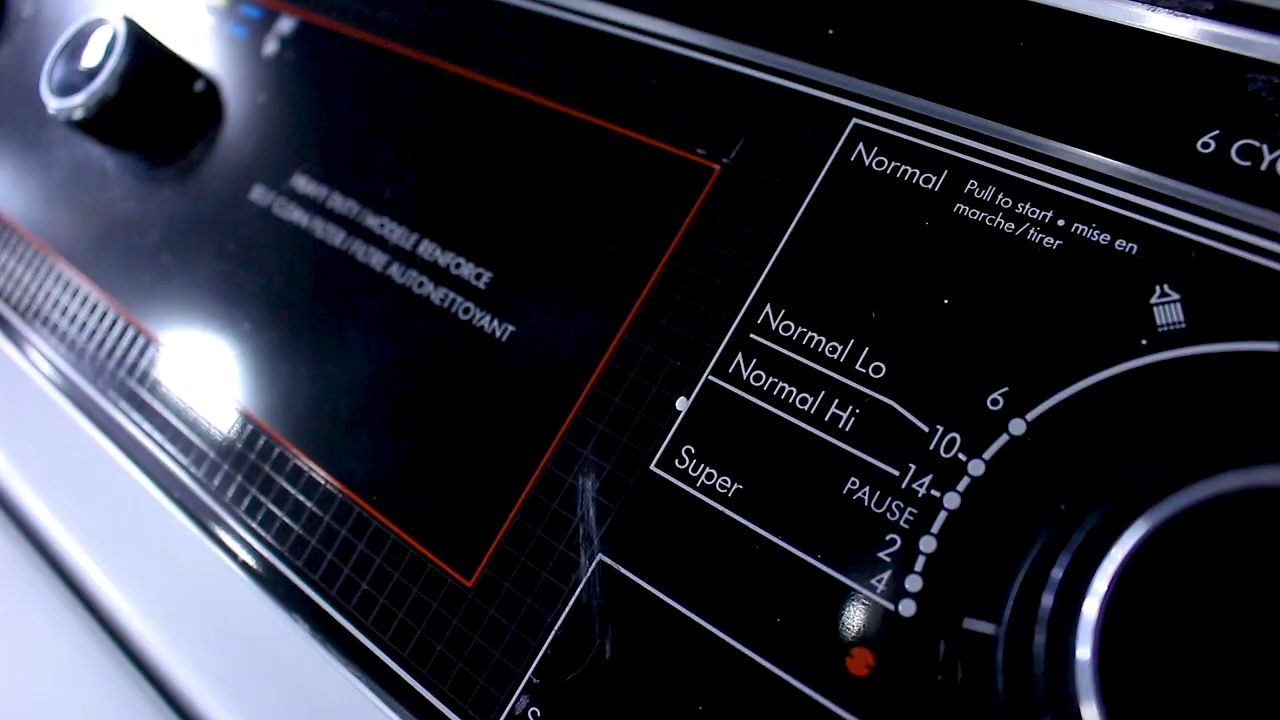 HEAVY DUTY / MODELE RENFORCE
SELF CLEAN FILTER / FILTRE AUTONETTOYANT
6 CY
Normal
Pull to start • mise en
marche / tirer
Normal Lo
Normal Hi
Super
6
10
14
PAUSE
2
4
S